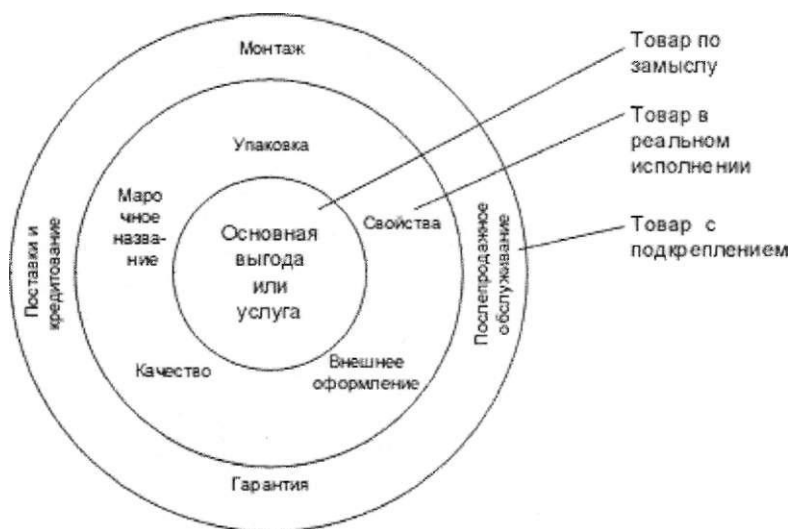 Монтаж
Упаковка
Маро
чное
назва-
ние
Свойства
Основная
выгода
или
услуга
Качество
Внешнее
оформление
Гарантия
Поставки и
кредитование
Послепродажное
обслуживание
Товар по
замыслу
Товар в
реальном
исполнении
Товар с
подкреплением